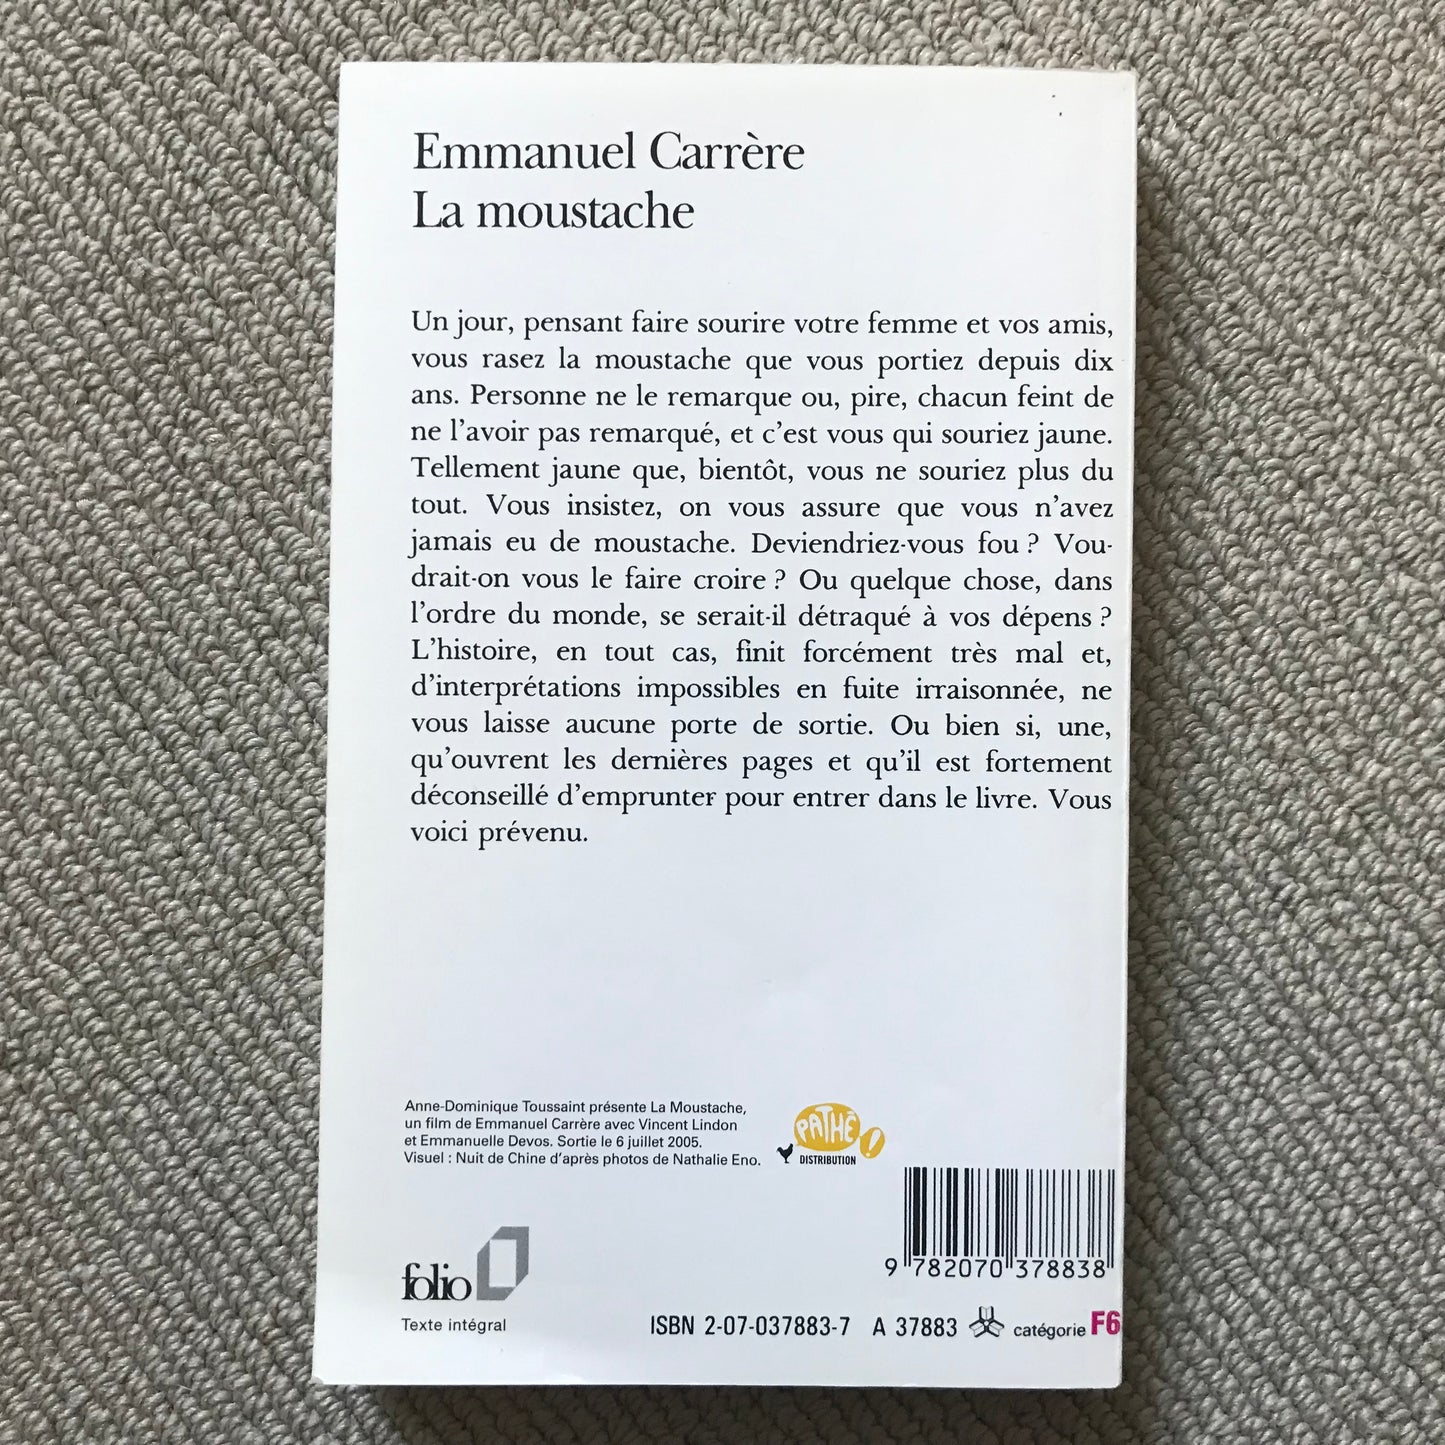 Emmanuel Carrère
La moustache
Un jour, pensant faire sourire votre femme et vos amis,
vous rasez la moustache que vous portiez depuis dix
ans. Personne ne le remarque ou, pire, chacun feint de
ne l'avoir pas remarqué, et c'est vous qui souriez jaune.
Tellement jaune que, bientôt, vous ne souriez plus du
tout. Vous insistez, on vous assure que vous n'avez
jamais eu de moustache. Deviendriez-vous fou ? Vou-
drait-on vous le faire croire ? Ou quelque chose, dans
l'ordre du monde, se serait-il détraqué à vos dépens ?
L'histoire, en tout cas, finit forcément très mal et,
d'interprétations impossibles en fuite irraisonnée, ne
vous laisse aucune porte de sortie. Ou bien si, une,
qu'ouvrent les dernières pages et qu'il est fortement
déconseillé d'emprunter pour entrer dans le livre. Vous
voici prévenu.
Anne-Dominique Toussaint présente La Moustache,
un film de Emmanuel Carrère avec Vincent Lindon
et Emmanuelle Devos. Sortie le 6 juillet 2005.
Visuel : Nuit de Chine d'après photos de Nathalie Eno.
PATHÉ !
DISTRIBUTION
9 782070 378838
folio
Texte intégral
ISBN 2-07-037883-7 A 37883 catégorie F6